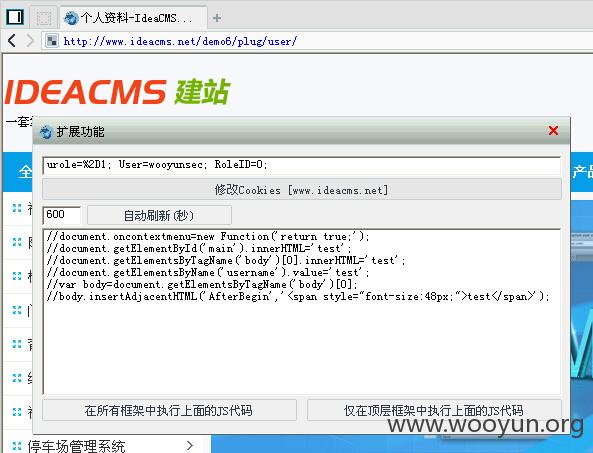 个人资料-IdeaCMS...
http://www.ideacms.net/demo6/plug/user/
IDEACMS 建站
扩展功能
urole=%2D1; User=wooyunsec; RoleID=0;
修改Cookies [www.ideacms.net]
600
自动刷新(秒)
//document.oncontextmenu=new Function('return true;');
//document.getElementById('main').innerHTML='test';
//document.getElementsByTagName('body')[0].innerHTML='test';
//document.getElementsByName('username').value='test';
//var body=document.getElementsByTagName('body')[0];
//body.insertAdjacentHTML('AfterBegin','<span style="font-size:48px;">test</span>');
在所有框架中执行上面的JS代码
仅在顶层框架中执行上面的JS代码
www.wooyun.org
停车场管理系统